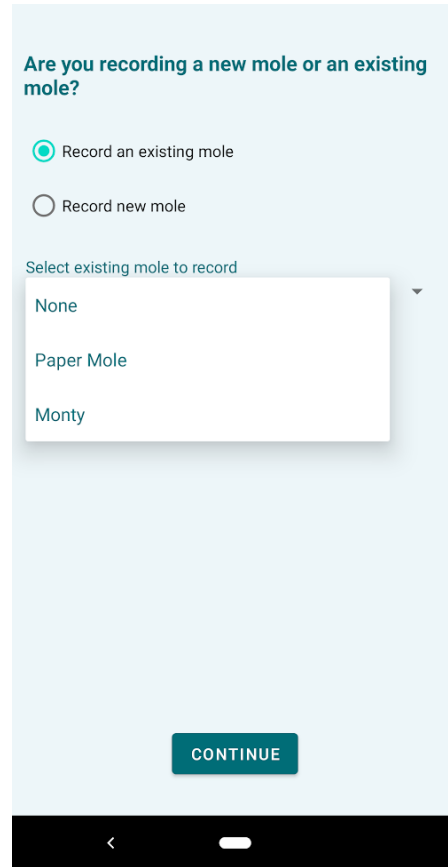 Are you recording a new mole or an existing
mole?
Record an existing mole
Record new mole
Select existing mole to record
None
Paper Mole
Monty
CONTINUE